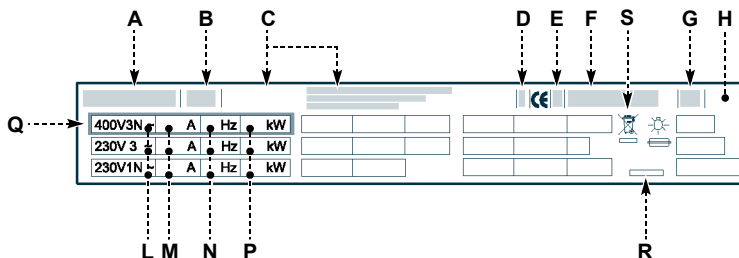 A B C D E F S G H
CE
Q
400V3N ~ A Hz kW
230V 3 ~ A Hz kW
230V1N ~ A Hz kW
L M N P R